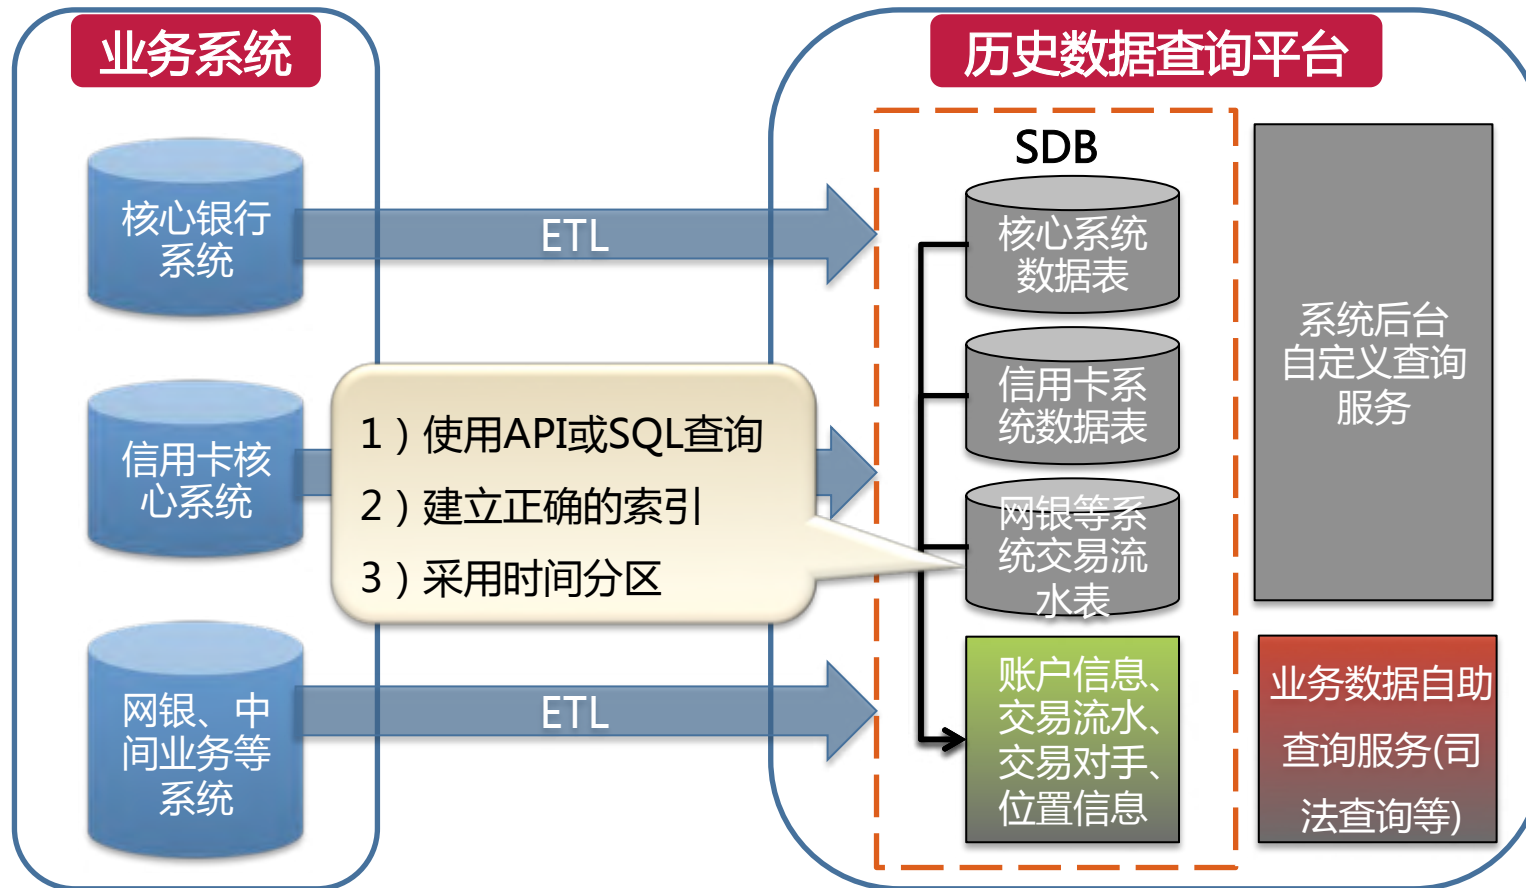 业务系统
核心银行
系统
信用卡核
心系统
网银、中
间业务等
系统
ETL
1）使用API或SQL查询
2）建立正确的索引
3）采用时间分区
ETL
历史数据查询平台
SDB
核心系统
数据表
信用卡系
统数据表
网银等系
统交易流
水表
账户信息、
交易流水、
交易对手、
位置信息
系统后台
自定义查询
服务
业务数据自助
查询服务(司
法查询等)